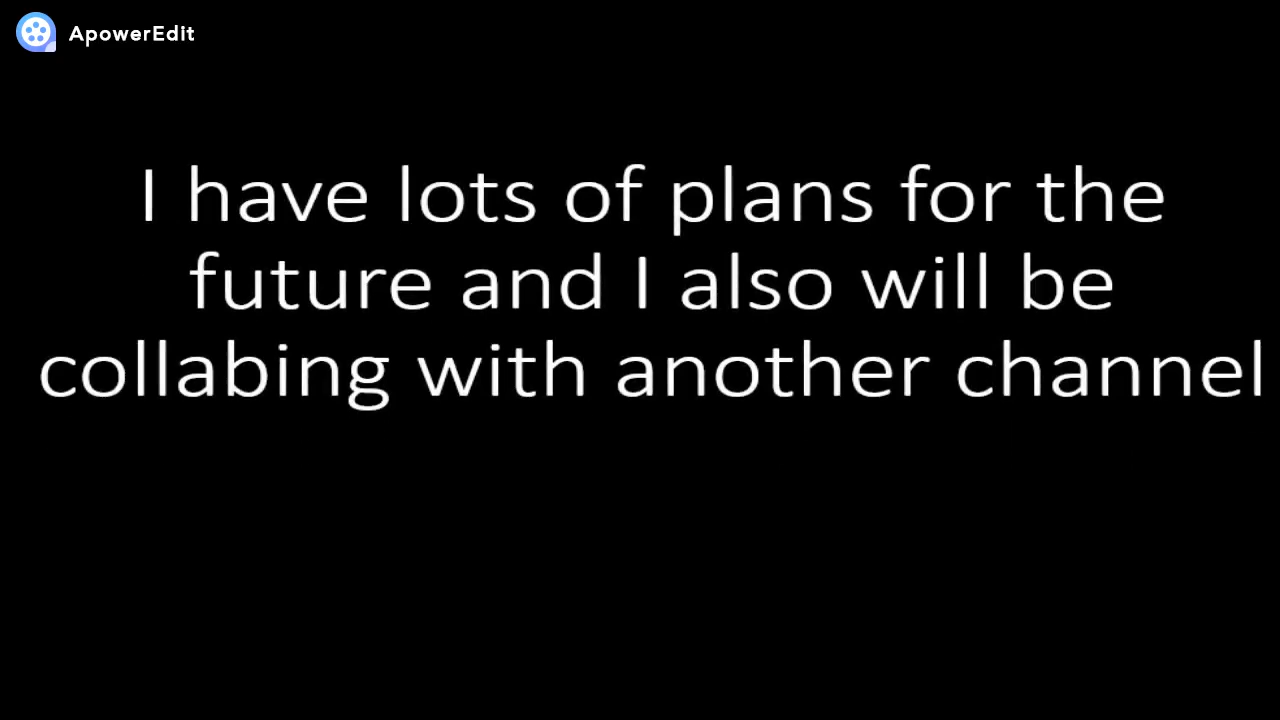 ApowerEdit
I have lots of plans for the
future and I also will be
collabing with another channel